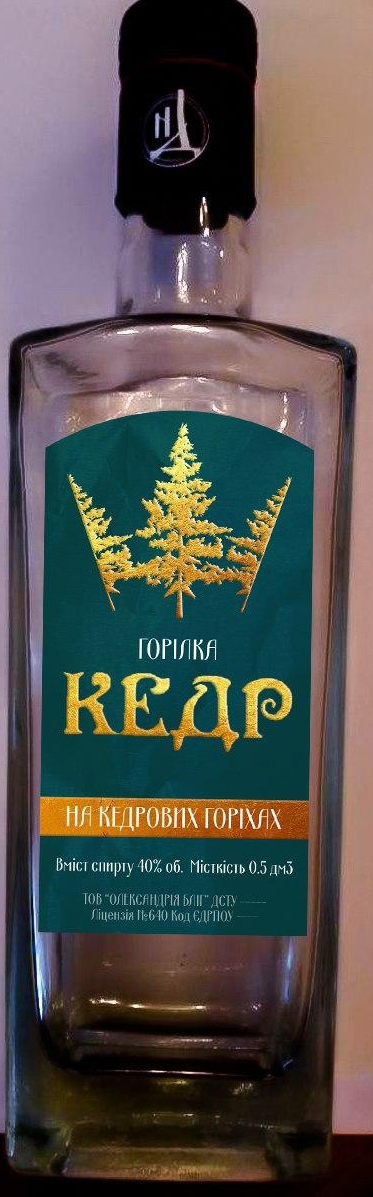 ГОРІЛКА
КЕДР
НА КЕДРОВИХ ГОРІХАХ
Вміст спирту 40% об. Місткість 0.5 дм3
ТОВ "ОЛЕКСАНДРІЯ БЛІГ" ДСТУ
Ліцензія №640 Код ЄДРПОУ